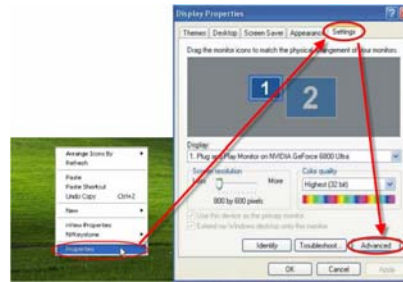 Display Properties
Themes Desktop Screen Saver Appearance Settings
Drag the monitor icons to match the physical arrangement of your monitors.
1
2
Display:
1. Plug and Play Monitor on NVIDIA GeForce 6800 Ultra
Screen resolution
Less
More
800 by 600 pixels
Color quality
Highest (32 bit)
Use this device as the primary monitor.
Extend my Windows desktop onto this monitor.
Identify Troubleshoot... Advanced
OK Cancel Apply
Arrange Icons By
Refresh
Paste
Paste Shortcut
Undo Copy Ctrl+Z
New
nView Properties
NVKeystone
Properties